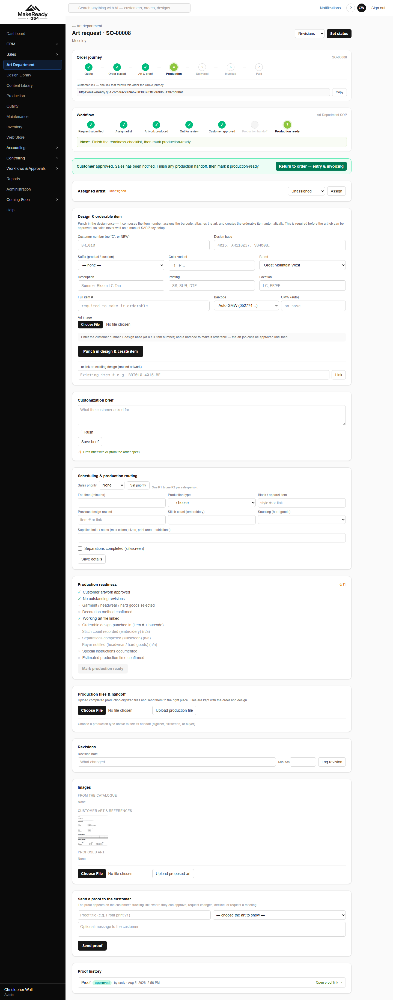 MakeReady
BY G54
Search anything with AI — customers, orders, designs…
Notifications
?
CW
Sign out
Dashboard
CRM
Sales
Art Department
Design Library
Content Library
Production
Quality
Maintenance
Inventory
Web Store
Accounting
Controlling
Workflows & Approvals
Reports
Administration
Coming Soon
Help
Christopher Wall
Admin
← Art department
Art request · SO-00008
Moseley
Revisions
Set status
Order journey
SO-00008
4
5
6
7
Quote
Order placed
Art & proof
Production
Delivered
Invoiced
Paid
Customer link — one link that follows this order the whole journey
https://makeready.g54.com/track/69ab708308703fc2f69db51392bb08af
Copy
Workflow
Art Department SOP
7
Request submitted
Assign artist
Artwork produced
Out for review
Customer approved
Production handoff
Production ready
Next: Finish the readiness checklist, then mark production-ready
Customer approved. Sales has been notified. Finish any production handoff, then mark it production-ready.
Return to order → entry & invoicing
Assigned artist
Unassigned
Unassigned
Assign
Design & orderable item
Punch in the design once — it composes the item number, assigns the barcode, attaches the art, and creates the orderable item automatically. This is required before the art job can be
approved, so sales never wait on a manual SAP/Zoey setup.
Customer number (no “C”, or NEW)
Design base
BRI010
4015, AR118237, SS4008…
Suffix (product / location)
Color variant
Brand
— none —
-1, -P…
Great Mountain West
Description
Printing
Location
Summer Bloom LC Tan
SS, SUB, DTF…
LC, FF/FB…
Full item #
Barcode
GMW (auto)
required to make it orderable
Auto GMW (052774…)
on save
Art image
Choose File
No file chosen
Enter the customer number + design base (or a full item number) and a barcode to make it orderable — the art job can't be approved until then.
Punch in design & create item
…or link an existing design (reused artwork)
Existing item # e.g. BRI010-4015-MF
Link
Customization brief
What the customer asked for…
Rush
Save brief
Draft brief with AI (from the order spec)
Scheduling & production routing
Sales priority
None
Set priority
One P1 & one P2 per salesperson.
Est. time (minutes)
Production type
Blank / apparel item
— choose —
style # or link
Previous design reused
Stitch count (embroidery)
Sourcing (hard goods)
item # or link
—
Supplier limits / notes (max colors, sizes, print area, restrictions)
Separations completed (silkscreen)
Save details
Production readiness
6/11
✓ Customer artwork approved
✓ No outstanding revisions
○ Garment / headwear / hard goods selected
○ Decoration method confirmed
✓ Working art file linked
○ Orderable design punched in (item # + barcode)
– Stitch count recorded (embroidery) (n/a)
– Separations completed (silkscreen) (n/a)
– Buyer notified (headwear / hard goods) (n/a)
○ Special instructions documented
○ Estimated production time confirmed
Mark production ready
Production files & handoff
Upload completed production/digitized files and send them to the right place. Files are kept with the order and design.
Choose File
No file chosen
Upload production file
Choose a production type above to see its handoff (digitizer, silkscreen, or buyer).
Revisions
Revision note
What changed
Minutes
Log revision
Images
FROM THE CATALOGUE
None.
CUSTOMER ART & REFERENCES
PROPOSED ART
None.
Choose File
No file chosen
Upload proposed art
Send a proof to the customer
The proof appears on the customer's tracking link, where they can approve, request changes, decline, or request a meeting.
Proof title (e.g. Front print v1)
— choose the art to show —
Optional message to the customer
Send proof
Proof history
Proof
approved
by cody · Aug 5, 2026, 2:56 PM
Open proof link →